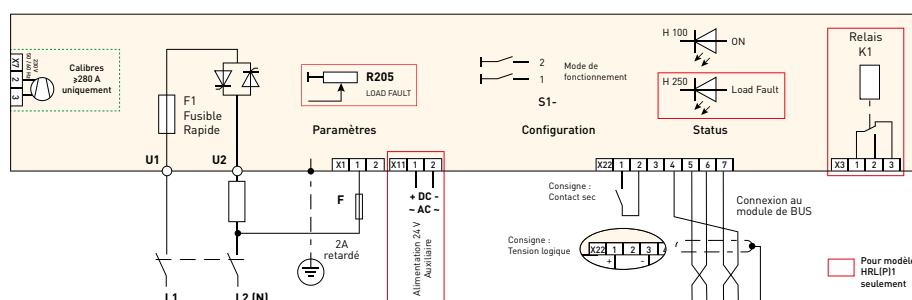 X7
2
3
230V
50 / 60 Hz
Calibres
≥280 A
uniquement
F1
Fusible
Rapide
R205
LOAD FAULT
Paramètres
2
1
Mode de
fonctionnement
S1-
Configuration
H 100
ON
H 250
Load Fault
Status
Relais
K1
U1
U2
X1 1 2
X11 1 2
X22 1 2 3 4 5 6 7
X3 1 2 3
F
2A
retardé
+ DC -
~ AC ~
Alimentation 24 V
Auxiliaire
Consigne :
Contact sec
Consigne :
Tension logique
X22 1 2 3 4
+ -
Connexion au
module de BUS
Pour modèle
HRL(P)1
seulement
L1
L2 (N)